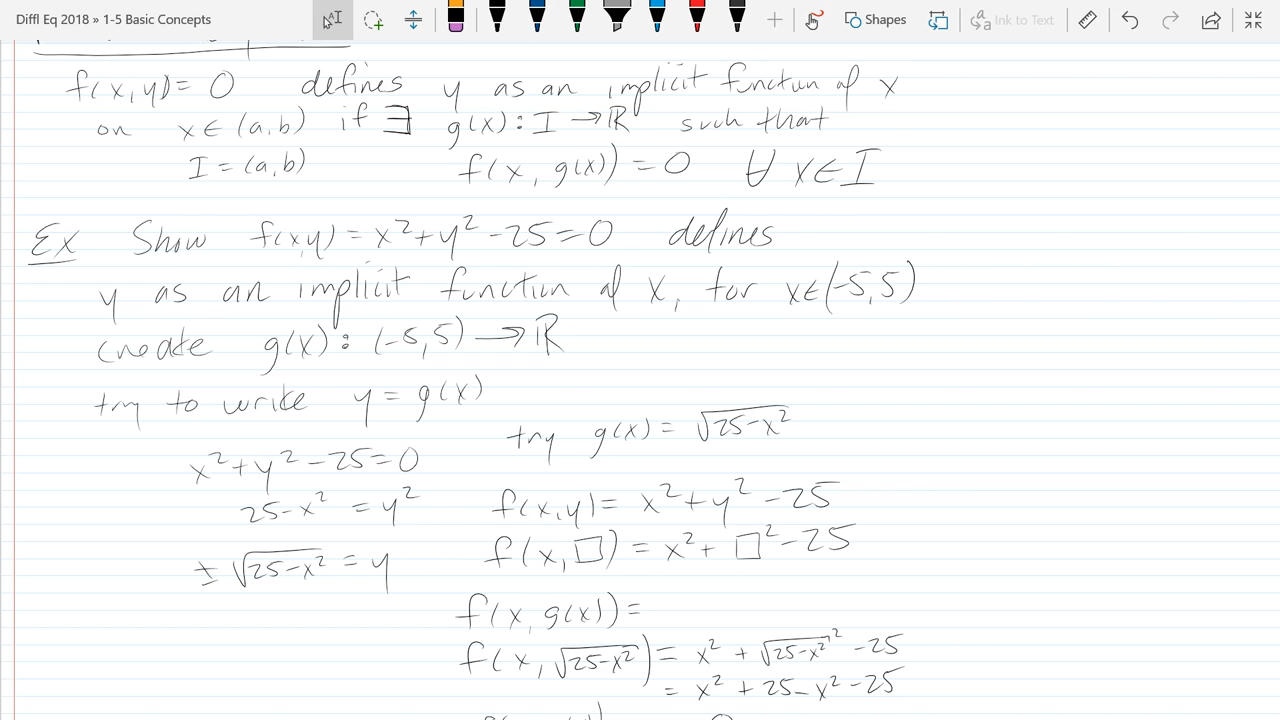 Diffl Eq 2018 » 1-5 Basic Concepts
Shapes
Ink to Text
f(x,y)= 0 defines y as an implicit function of x
on x∈(a,b) if ∃ g(x): I → ℝ such that
I = (a,b) f(x, g(x)) = 0 ∀ x∈I
Ex Show f(x,y) = x²+y²-25=0 defines
y as an implicit function of x, for x∈(-5,5)
create g(x): (-5,5) → ℝ
try to write y = g(x)
try g(x) = √(25-x²)
x²+y²-25=0
25-x² = y²
± √(25-x²) = y
f(x,y)= x²+y²-25
f(x,□) = x²+ □²-25
f(x, g(x)) =
f(x, √(25-x²)) = x² + √(25-x²)² -25
= x² + 25-x²-25